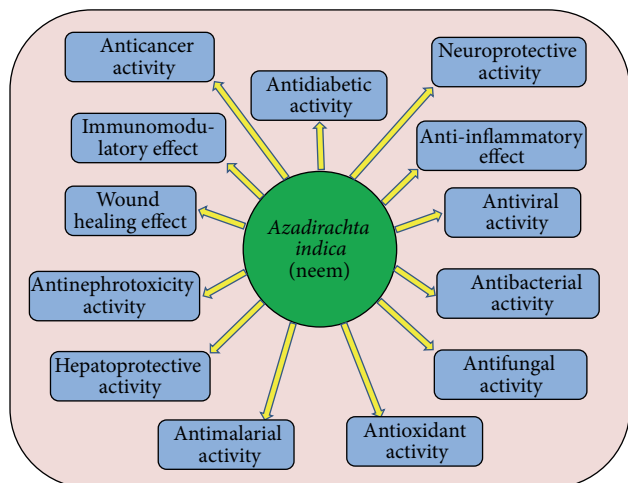 Anticancer
activity
Antidiabetic
activity
Neuroprotective
activity
Immunomodu-
latory effect
Anti-inflammatory
effect
Wound
healing effect
Antiviral
activity
Azadirachta
indica
(neem)
Antinephrotoxicity
activity
Antibacterial
activity
Hepatoprotective
activity
Antifungal
activity
Antimalarial
activity
Antioxidant
activity